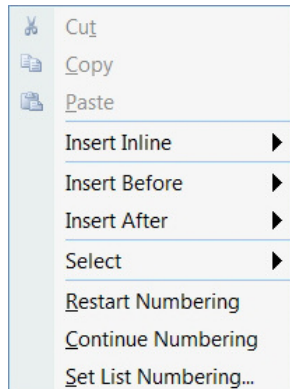 Cut
Copy
Paste
Insert Inline
Insert Before
Insert After
Select
Restart Numbering
Continue Numbering
Set List Numbering...